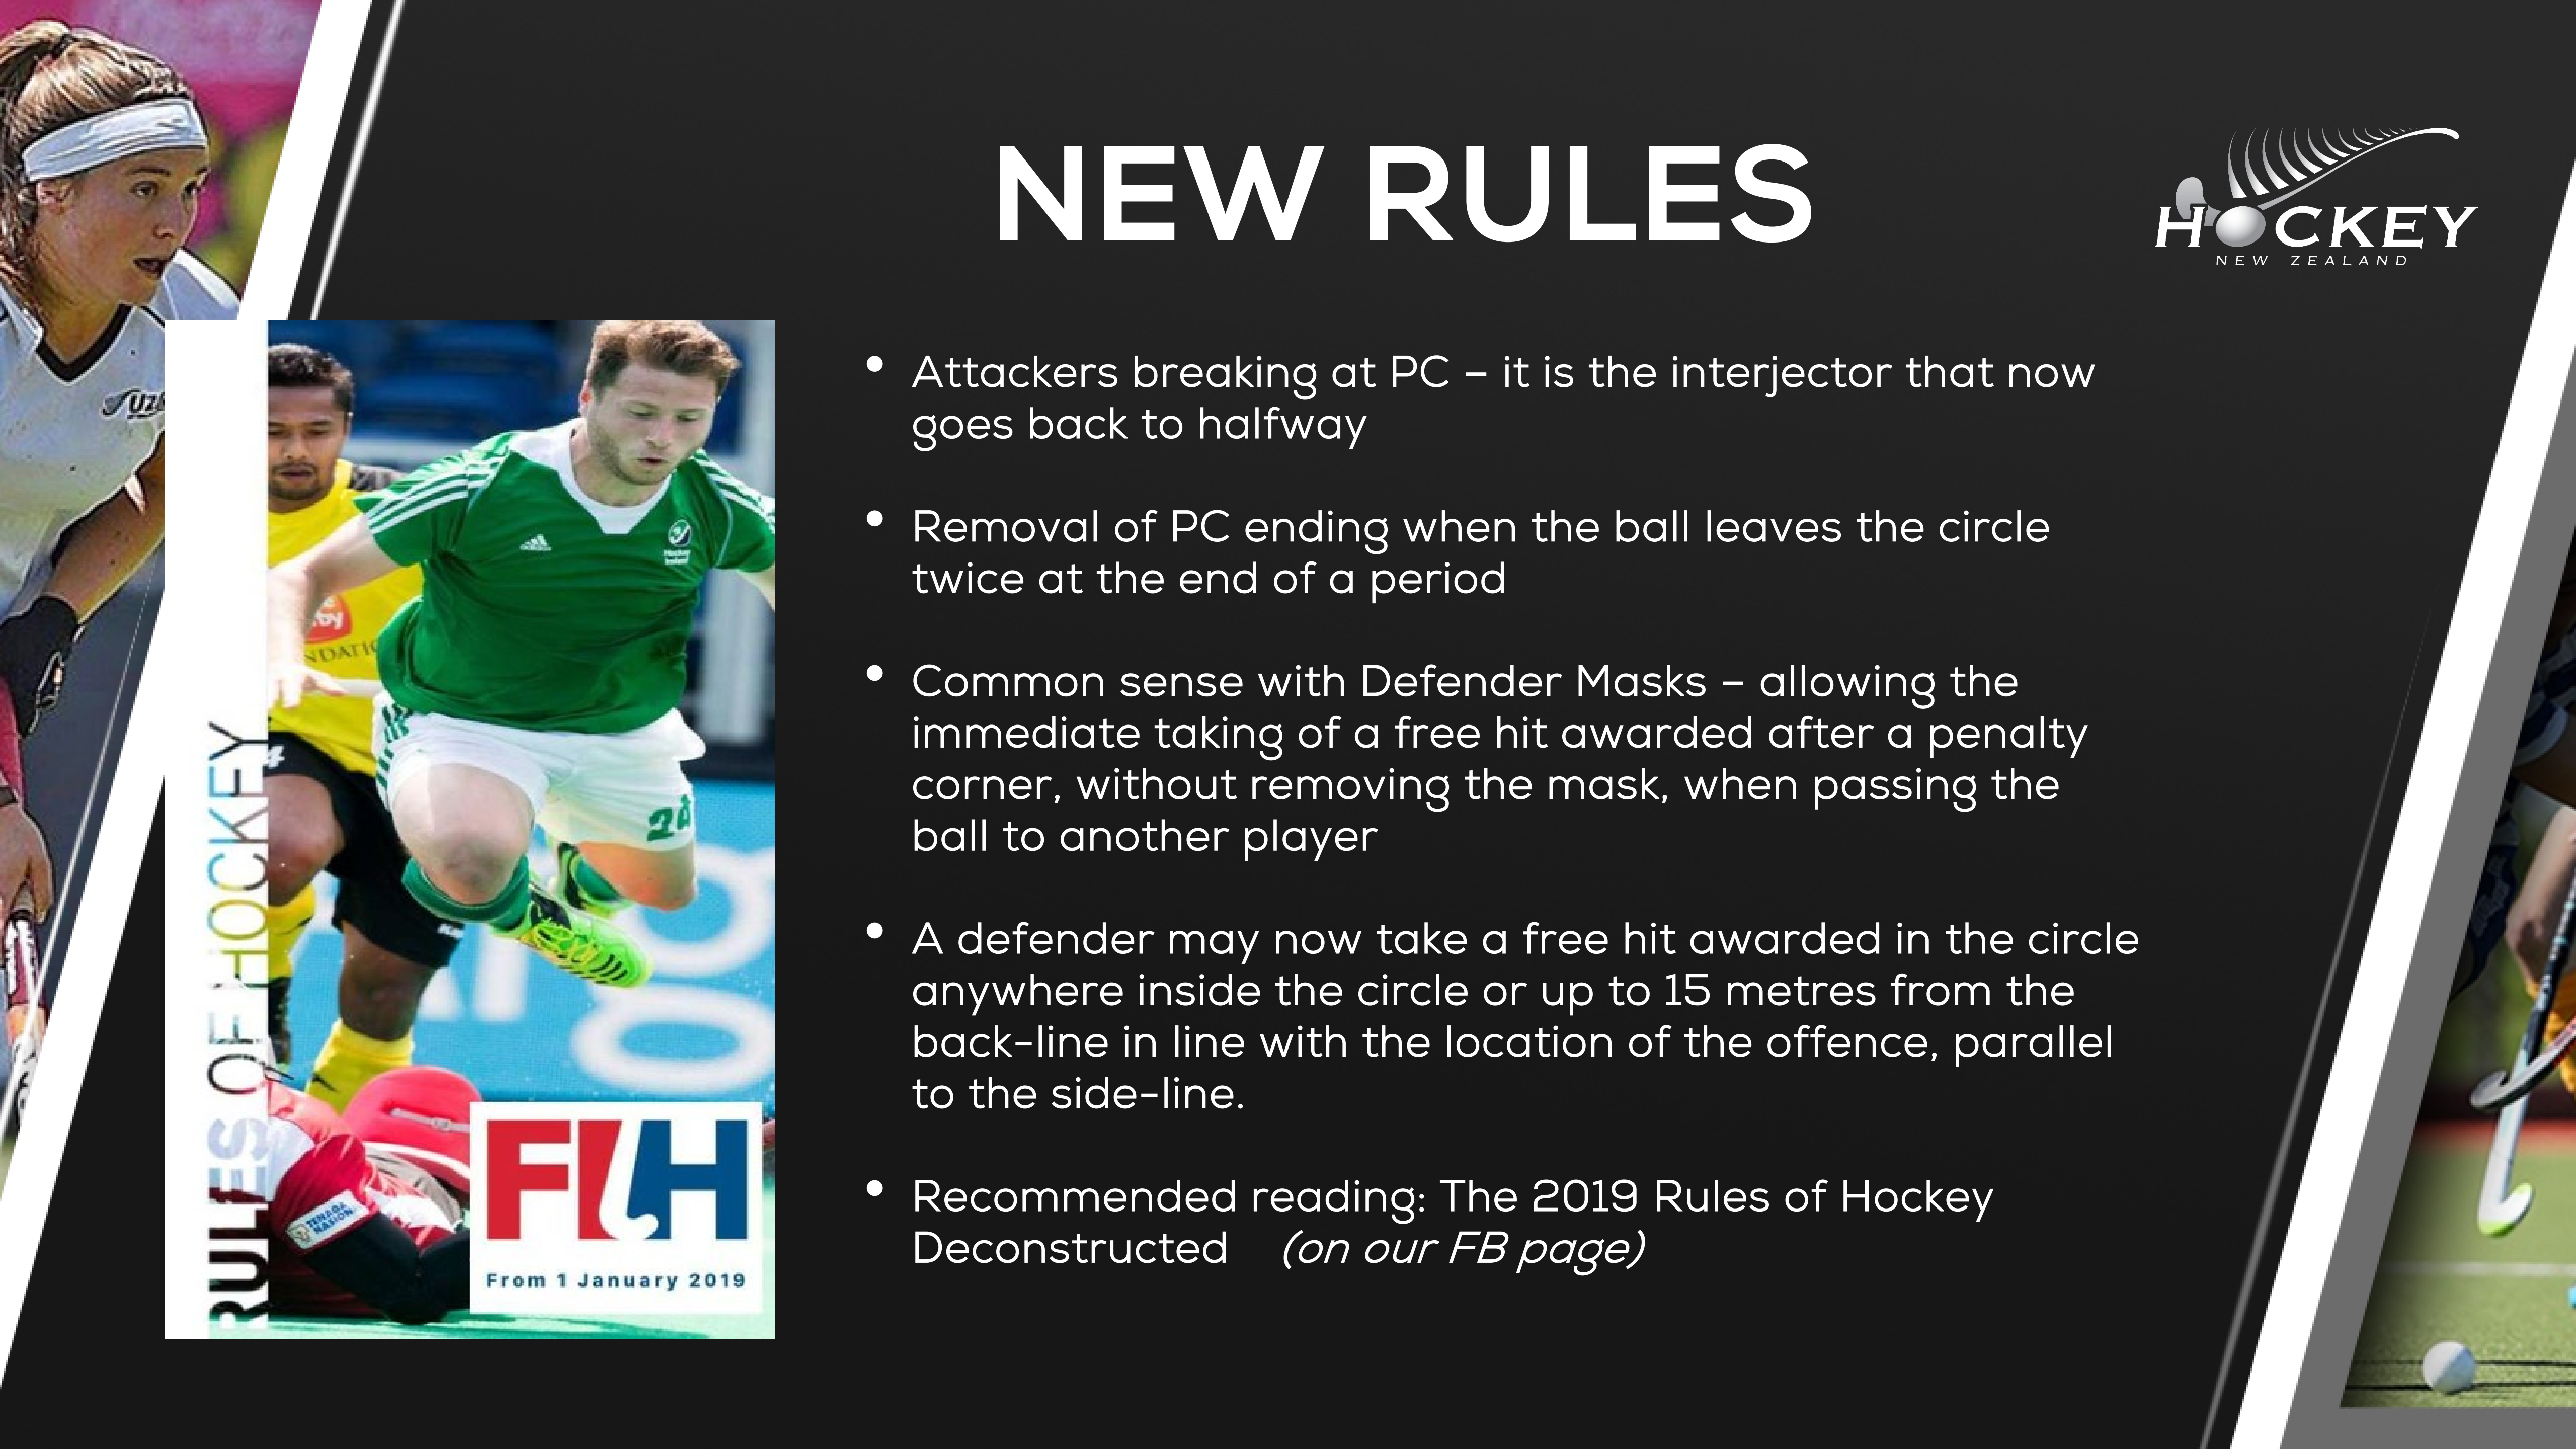 NEW RULES
HOCKEY
NEW ZEALAND
• Attackers breaking at PC – it is the interjector that now
goes back to halfway
• Removal of PC ending when the ball leaves the circle
twice at the end of a period
• Common sense with Defender Masks – allowing the
immediate taking of a free hit awarded after a penalty
corner, without removing the mask, when passing the
ball to another player
• A defender may now take a free hit awarded in the circle
anywhere inside the circle or up to 15 metres from the
back-line in line with the location of the offence, parallel
to the side-line.
• Recommended reading: The 2019 Rules of Hockey
Deconstructed (on our FB page)
RULES OF HOCKEY
adidas
Hockey
Ireland
24
TENAGA
NASIONAL
FIH
From 1 January 2019